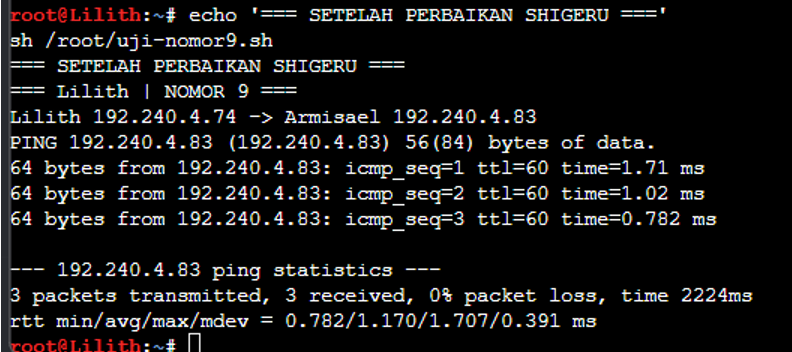 root@Lilith:~# echo '=== SETELAH PERBAIKAN SHIGERU ==='
sh /root/uji-nomor9.sh
=== SETELAH PERBAIKAN SHIGERU ===
=== Lilith | NOMOR 9 ===
Lilith 192.240.4.74 -> Armisael 192.240.4.83
PING 192.240.4.83 (192.240.4.83) 56(84) bytes of data.
64 bytes from 192.240.4.83: icmp_seq=1 ttl=60 time=1.71 ms
64 bytes from 192.240.4.83: icmp_seq=2 ttl=60 time=1.02 ms
64 bytes from 192.240.4.83: icmp_seq=3 ttl=60 time=0.782 ms
--- 192.240.4.83 ping statistics ---
3 packets transmitted, 3 received, 0% packet loss, time 2224ms
rtt min/avg/max/mdev = 0.782/1.170/1.707/0.391 ms
root@Lilith:~#